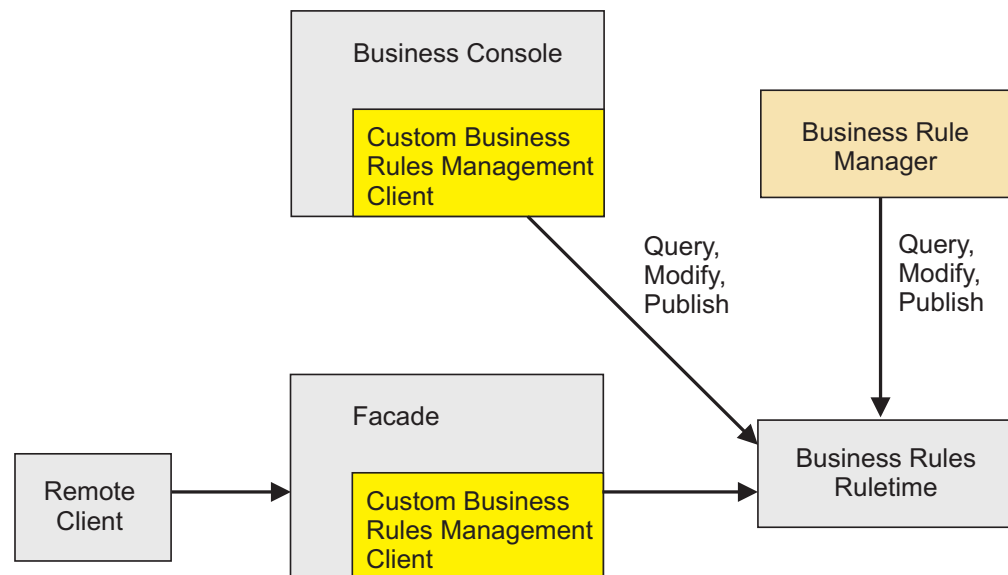 Business Console
Custom Business
Rules Management
Client
Business Rule
Manager
Query,
Modify,
Publish
Query,
Modify,
Publish
Facade
Custom Business
Rules Management
Client
Remote
Client
Business Rules
Ruletime